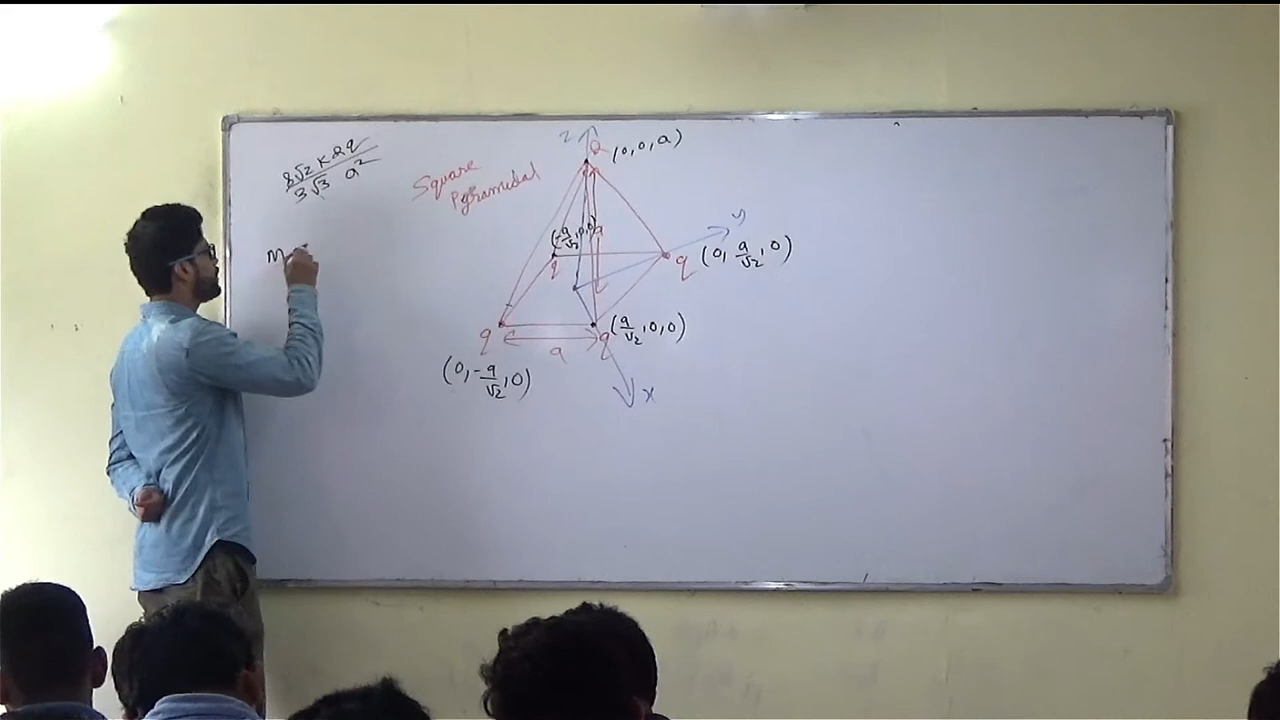 8√2 KQq
3√3 a²
Square
Pyramidal
z
Q (0,0,a)
(-a/√2,0,0)
a
y
q
q (0, a/√2, 0)
q
q (a/√2,0,0)
a
(0,-a/√2,0)
x
M